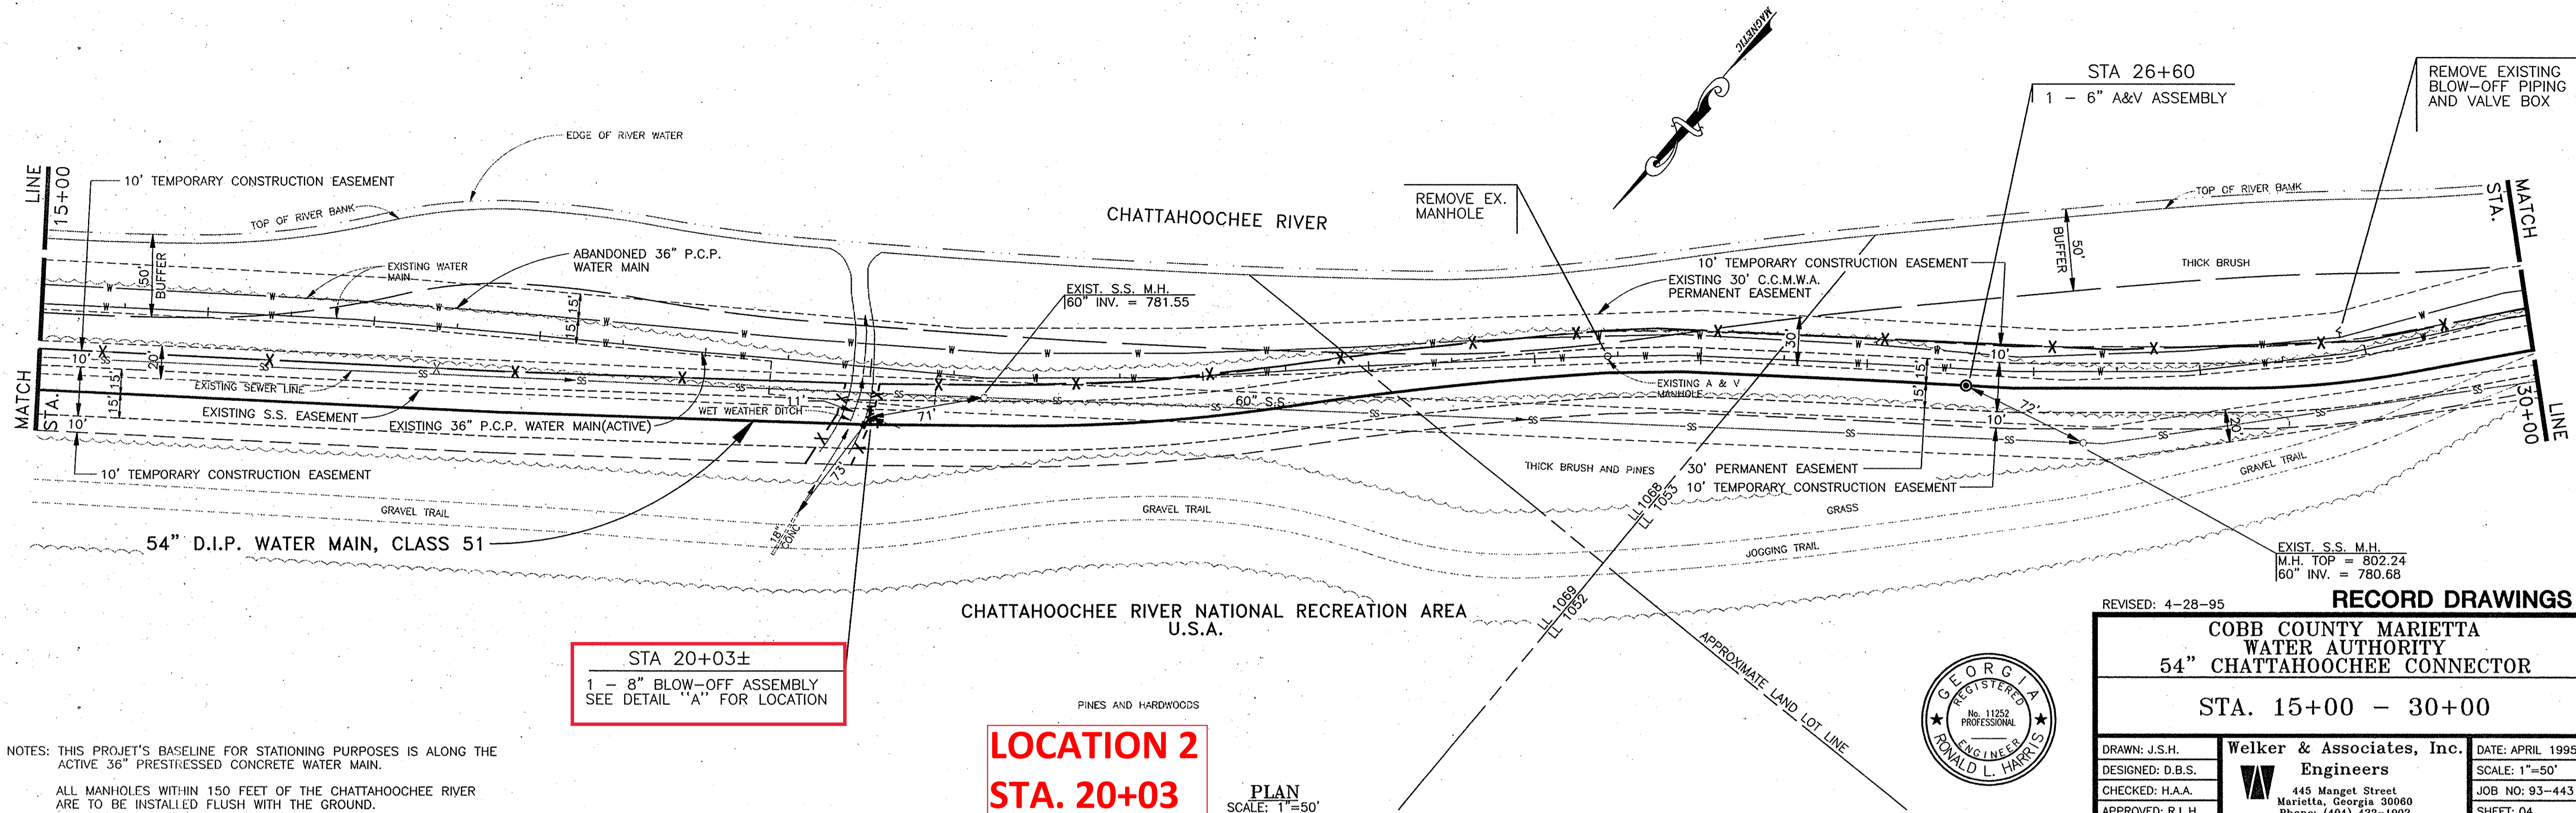 MAGNETIC
STA 26+60
1 - 6" A&V ASSEMBLY
REMOVE EXISTING
BLOW-OFF PIPING
AND VALVE BOX
EDGE OF RIVER WATER
LINE
15+00
10' TEMPORARY CONSTRUCTION EASEMENT
TOP OF RIVER BANK
CHATTAHOOCHEE RIVER
REMOVE EX.
MANHOLE
TOP OF RIVER BANK
MATCH
STA.
50'
BUFFER
EXISTING WATER
MAIN
ABANDONED 36" P.C.P.
WATER MAIN
EXIST. S.S. M.H.
60" INV. = 781.55
10' TEMPORARY CONSTRUCTION EASEMENT
EXISTING 30' C.C.M.W.A.
PERMANENT EASEMENT
50'
BUFFER
THICK BRUSH
15' 15'
30'
10'
20'
15' 15'
10'
EXISTING SEWER LINE
EXISTING S.S. EASEMENT
EXISTING 36" P.C.P. WATER MAIN(ACTIVE)
WET WEATHER DITCH
11'
71'
73'
60" S.S.
EXISTING A & V
MANHOLE
15' 15'
10'
10'
72'
20'
MATCH
STA.
LINE
30+00
10' TEMPORARY CONSTRUCTION EASEMENT
GRAVEL TRAIL
54" D.I.P. WATER MAIN, CLASS 51
18"
CONC
GRAVEL TRAIL
THICK BRUSH AND PINES
30' PERMANENT EASEMENT
10' TEMPORARY CONSTRUCTION EASEMENT
LL 1068
LL 1053
GRASS
JOGGING TRAIL
GRAVEL TRAIL
EXIST. S.S. M.H.
M.H. TOP = 802.24
60" INV. = 780.68
CHATTAHOOCHEE RIVER NATIONAL RECREATION AREA
U.S.A.
LL 1069
LL 1052
APPROXIMATE LAND LOT LINE
STA 20+03±
1 - 8" BLOW-OFF ASSEMBLY
SEE DETAIL "A" FOR LOCATION
PINES AND HARDWOODS
LOCATION 2
STA. 20+03
PLAN
SCALE: 1"=50'
NOTES: THIS PROJET'S BASELINE FOR STATIONING PURPOSES IS ALONG THE
ACTIVE 36" PRESTRESSED CONCRETE WATER MAIN.
ALL MANHOLES WITHIN 150 FEET OF THE CHATTAHOOCHEE RIVER
ARE TO BE INSTALLED FLUSH WITH THE GROUND.
GEORGIA
REGISTERED
No. 11252
PROFESSIONAL
ENGINEER
RONALD L. HARRIS
REVISED: 4-28-95
RECORD DRAWINGS
COBB COUNTY MARIETTA
WATER AUTHORITY
54" CHATTAHOOCHEE CONNECTOR
STA. 15+00 - 30+00
DRAWN: J.S.H.
DESIGNED: D.B.S.
CHECKED: H.A.A.
APPROVED: R.L.H.
Welker & Associates, Inc.
Engineers
445 Manget Street
Marietta, Georgia 30060
DATE: APRIL 1995
SCALE: 1"=50'
JOB NO: 93-443
SHEET: 04